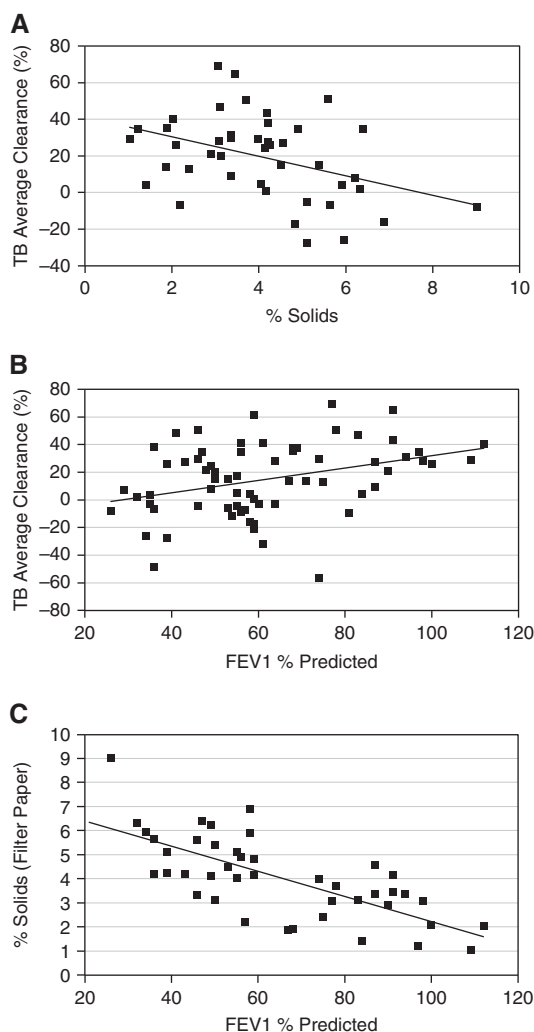 A
TB Average Clearance (%)
80
60
40
20
0
–20
–40
0 2 4 6 8 10
% Solids
B
TB Average Clearance (%)
80
60
40
20
0
–20
–40
–60
–80
20 40 60 80 100 120
FEV1 % Predicted
C
% Solids (Filter Paper)
10
9
8
7
6
5
4
3
2
1
0
20 40 60 80 100 120
FEV1 % Predicted